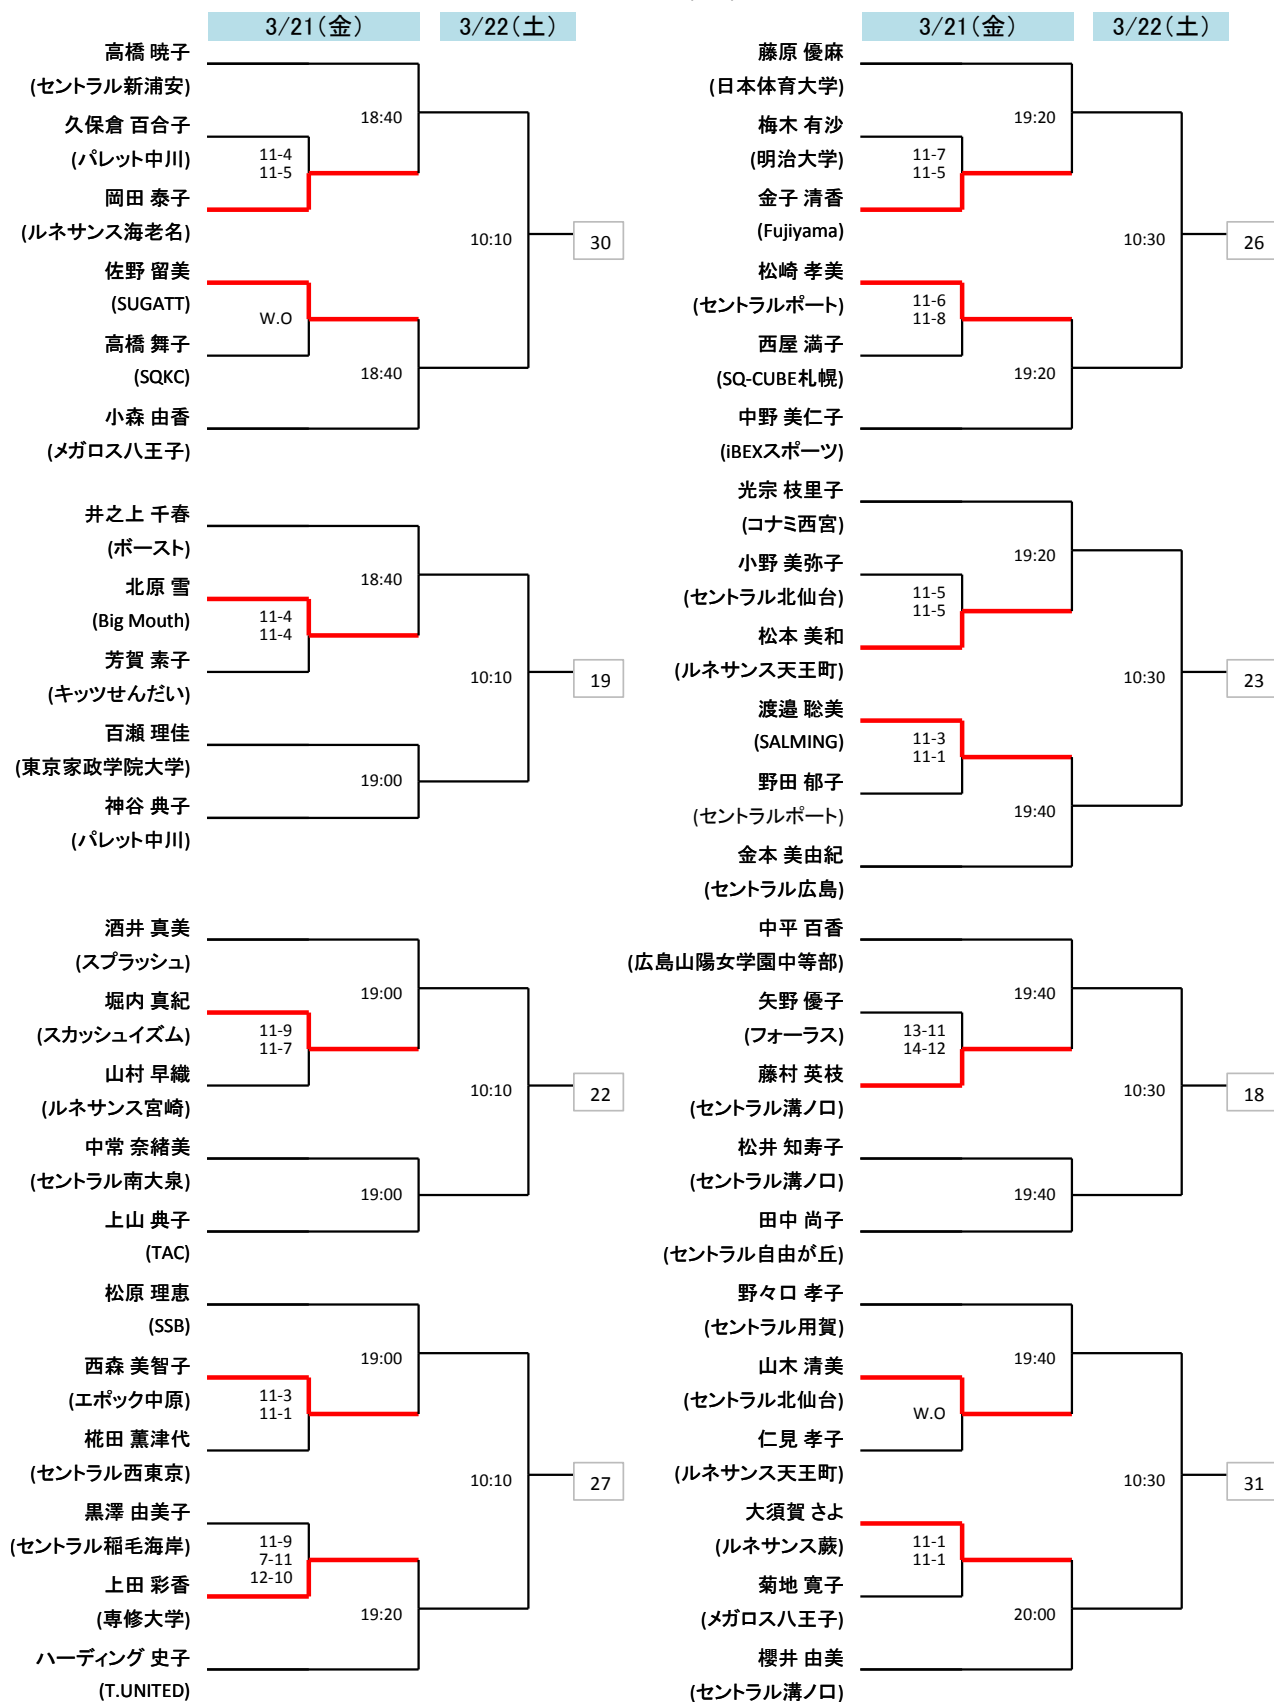 3/21(金)
3/22(土)
高橋 暁子
(セントラル新浦安)
18:40
久保倉 百合子
(パレット中川)
11-4
11-5
岡田 泰子
(ルネサンス海老名)
10:10
30
佐野 留美
(SUGATT)
W.O
高橋 舞子
(SQKC)
18:40
小森 由香
(メガロス八王子)
井之上 千春
(ボースト)
18:40
北原 雪
(Big Mouth)
11-4
11-4
芳賀 素子
(キッツせんだい)
10:10
19
百瀬 理佳
(東京家政学院大学)
19:00
神谷 典子
(パレット中川)
酒井 真美
(スプラッシュ)
19:00
堀内 真紀
(スカッシュイズム)
11-9
11-7
山村 早織
(ルネサンス宮崎)
10:10
22
中常 奈緒美
(セントラル南大泉)
19:00
上山 典子
(TAC)
松原 理恵
(SSB)
19:00
西森 美智子
(エポック中原)
11-3
11-1
椛田 薫津代
(セントラル西東京)
10:10
27
黒澤 由美子
(セントラル稲毛海岸)
11-9
7-11
12-10
上田 彩香
(専修大学)
19:20
ハーディング 史子
(T.UNITED)
3/21(金)
3/22(土)
藤原 優麻
(日本体育大学)
19:20
梅木 有沙
(明治大学)
11-7
11-5
金子 清香
(Fujiyama)
10:30
26
松崎 孝美
(セントラルポート)
11-6
11-8
西屋 満子
(SQ-CUBE札幌)
19:20
中野 美仁子
(iBEXスポーツ)
光宗 枝里子
(コナミ西宮)
19:20
小野 美弥子
(セントラル北仙台)
11-5
11-5
松本 美和
(ルネサンス天王町)
10:30
23
渡邉 聡美
(SALMING)
11-3
11-1
野田 郁子
(セントラルポート)
19:40
金本 美由紀
(セントラル広島)
中平 百香
(広島山陽女学園中等部)
19:40
矢野 優子
(フォーラス)
13-11
14-12
藤村 英枝
(セントラル溝ノ口)
10:30
18
松井 知寿子
(セントラル溝ノ口)
19:40
田中 尚子
(セントラル自由が丘)
野々口 孝子
(セントラル用賀)
19:40
山木 清美
(セントラル北仙台)
W.O
仁見 孝子
(ルネサンス天王町)
10:30
31
大須賀 さよ
(ルネサンス蕨)
11-1
11-1
菊地 寛子
(メガロス八王子)
20:00
櫻井 由美
(セントラル溝ノ口)